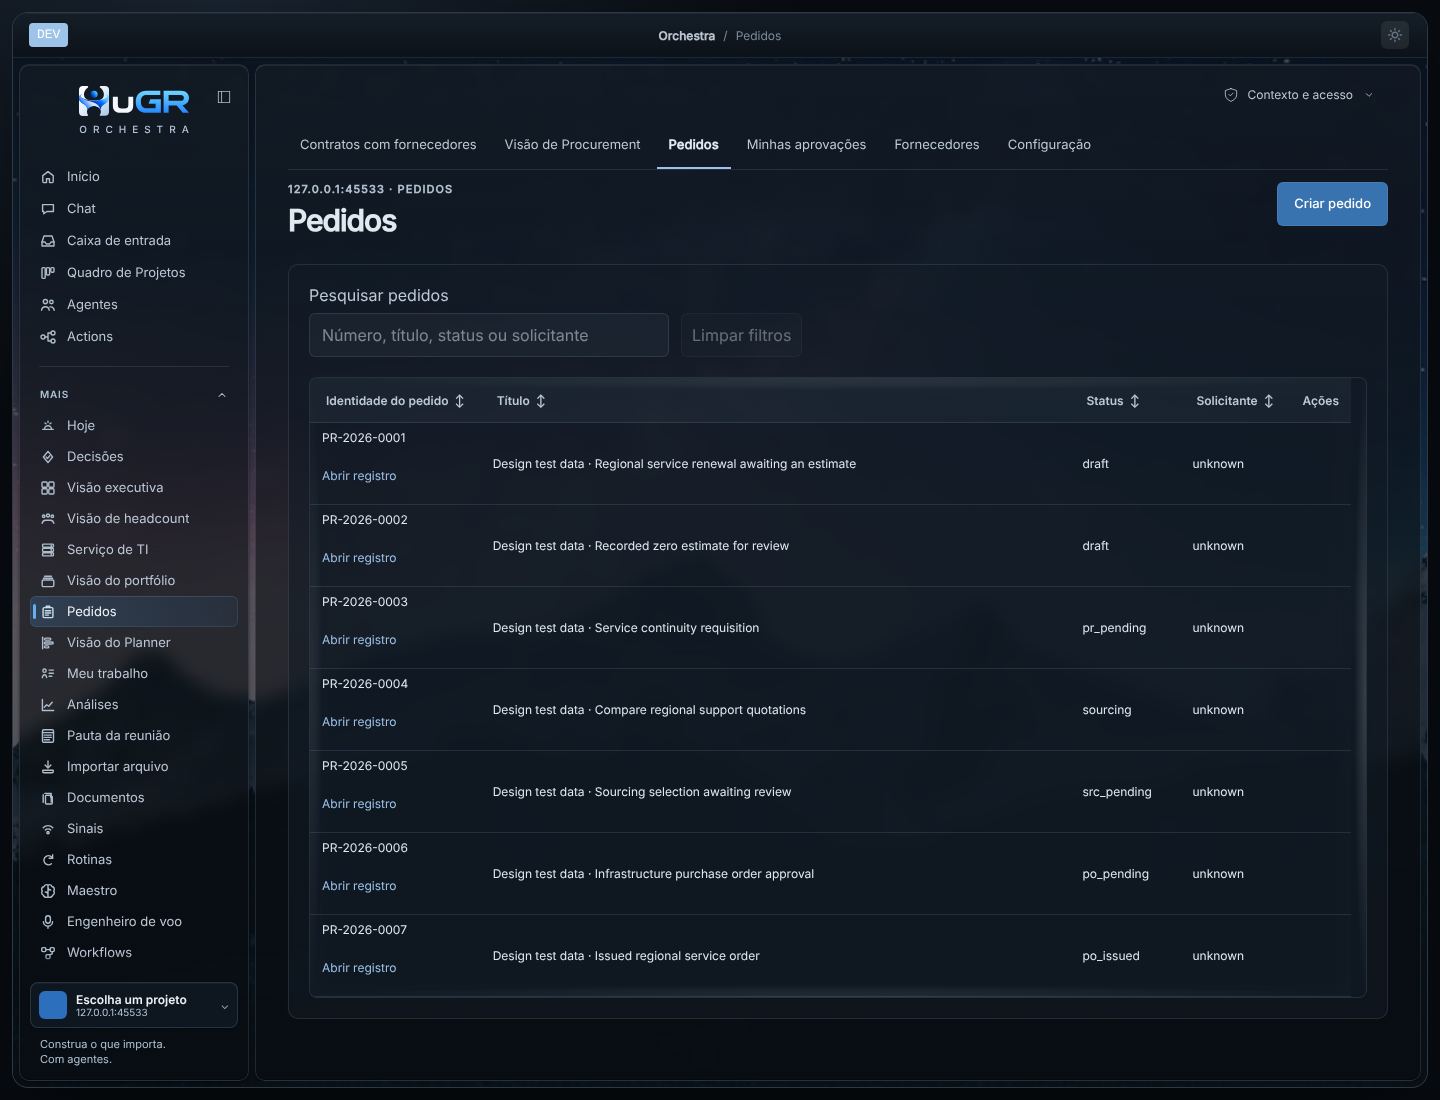 DEV
Orchestra / Pedidos
HuGR
ORCHESTRA
Contexto e acesso
Início
Chat
Caixa de entrada
Quadro de Projetos
Agentes
Actions
MAIS
Hoje
Decisões
Visão executiva
Visão de headcount
Serviço de TI
Visão do portfólio
Pedidos
Visão do Planner
Meu trabalho
Análises
Pauta da reunião
Importar arquivo
Documentos
Sinais
Rotinas
Maestro
Engenheiro de voo
Workflows
Escolha um projeto
127.0.0.1:45533
Construa o que importa.
Com agentes.
Contratos com fornecedores Visão de Procurement Pedidos Minhas aprovações Fornecedores Configuração
127.0.0.1:45533 · PEDIDOS
Pedidos
Criar pedido
Pesquisar pedidos
Número, título, status ou solicitante Limpar filtros
Identidade do pedido Título Status Solicitante Ações
PR-2026-0001
Abrir registro
Design test data · Regional service renewal awaiting an estimate draft unknown
PR-2026-0002
Abrir registro
Design test data · Recorded zero estimate for review draft unknown
PR-2026-0003
Abrir registro
Design test data · Service continuity requisition pr_pending unknown
PR-2026-0004
Abrir registro
Design test data · Compare regional support quotations sourcing unknown
PR-2026-0005
Abrir registro
Design test data · Sourcing selection awaiting review src_pending unknown
PR-2026-0006
Abrir registro
Design test data · Infrastructure purchase order approval po_pending unknown
PR-2026-0007
Abrir registro
Design test data · Issued regional service order po_issued unknown